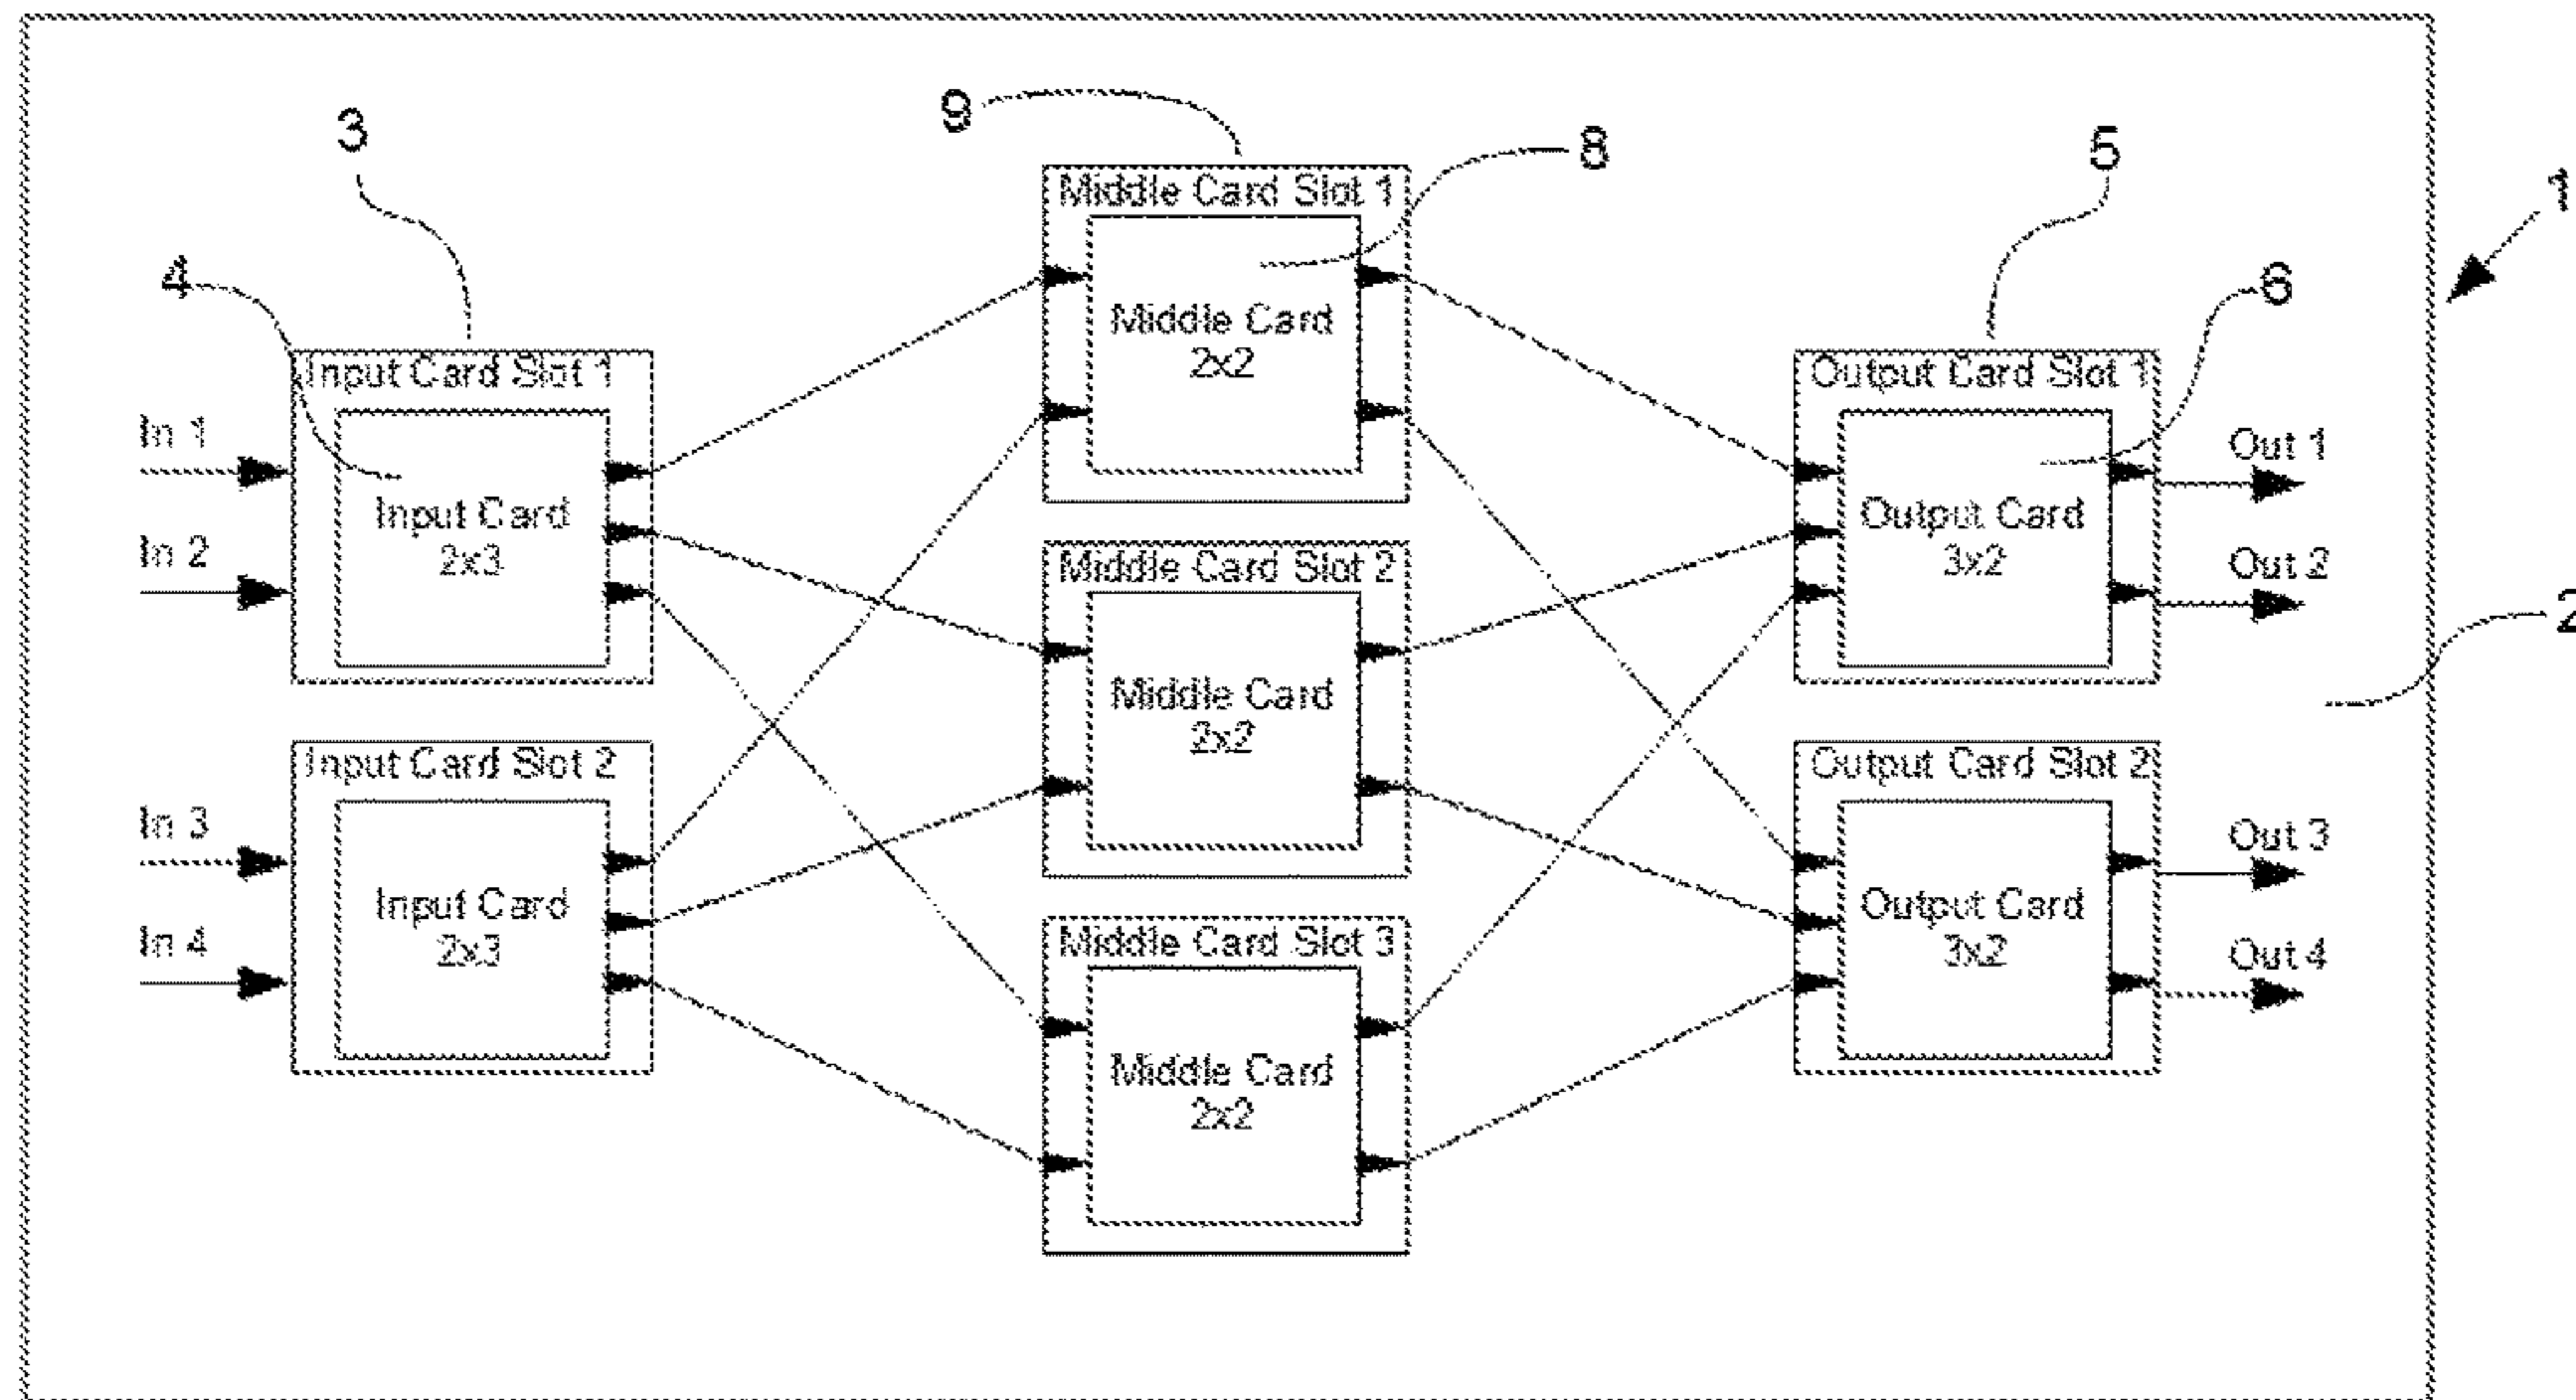 3
9
8
5
1
4
6
2
Input Card Slot 1
Input Card
2x3
In 1
In 2
Input Card Slot 2
Input Card
2x3
In 3
In 4
Middle Card Slot 1
Middle Card
2x2
Middle Card Slot 2
Middle Card
2x2
Middle Card Slot 3
Middle Card
2x2
Output Card Slot 1
Output Card
3x2
Out 1
Out 2
Output Card Slot 2
Output Card
3x2
Out 3
Out 4